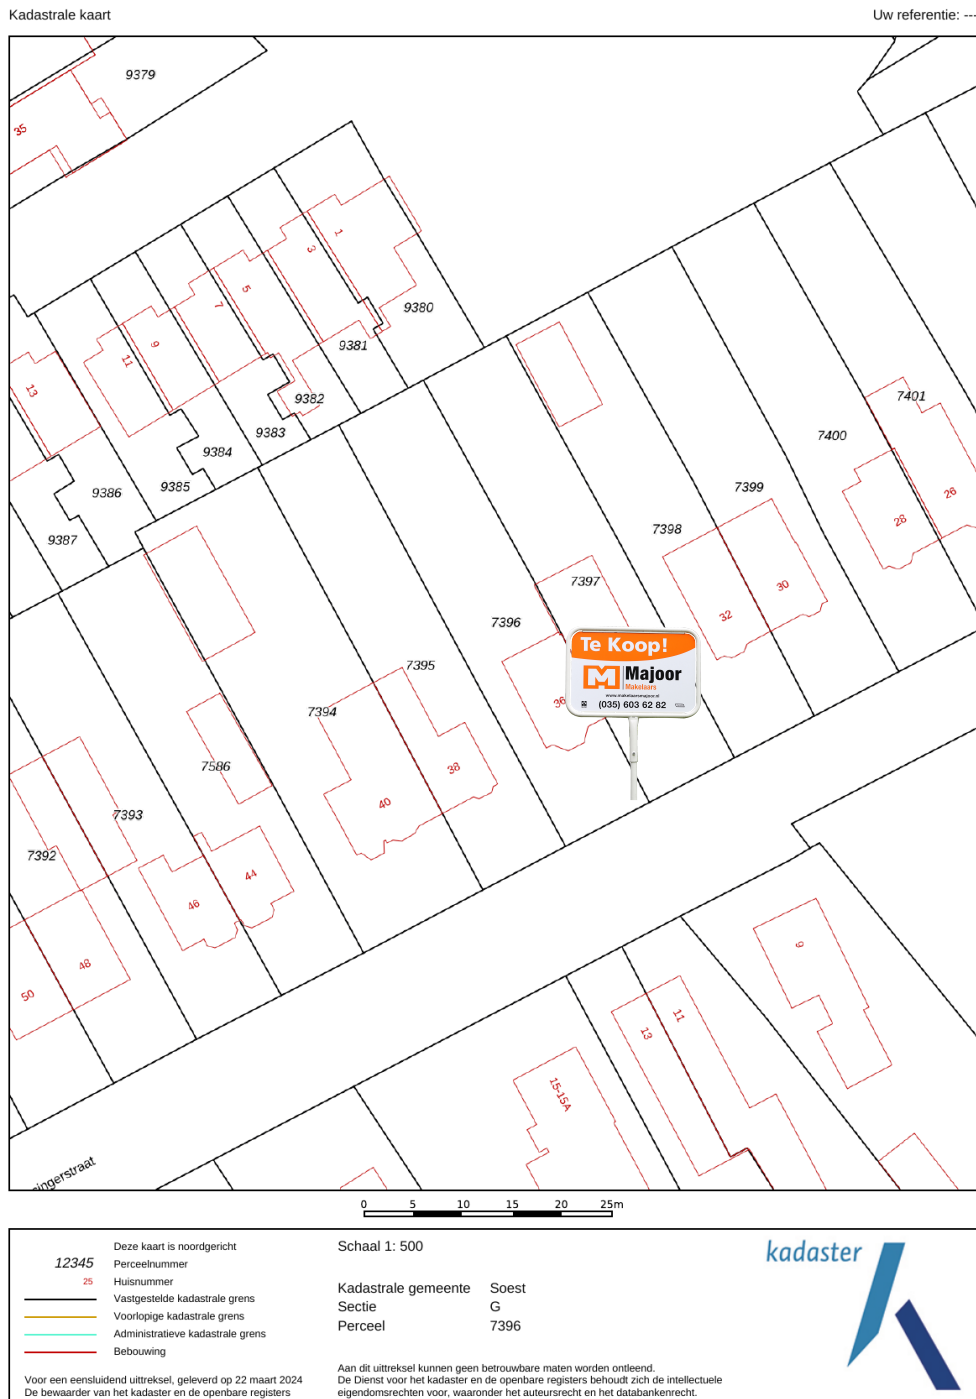 Kadastrale kaart
Uw referentie: ---
9379
35
1
3
5
7
9380
9381
9
11
13
9382
9383
9384
9385
9386
9387
7401
7400
26
28
7399
7398
30
32
7397
7396
Te Koop!
M Majoor
Makelaars
www.makelaarsmajoor.nl
(035) 603 62 82
36
7395
7394
38
40
7586
7393
7392
44
46
48
50
9
11
13
15-15A
singerstraat
0 5 10 15 20 25m
Deze kaart is noordgericht
12345 Perceelnummer
25 Huisnummer
Vastgestelde kadastrale grens
Voorlopige kadastrale grens
Administratieve kadastrale grens
Bebouwing
Voor een eensluidend uittreksel, geleverd op 22 maart 2024
De bewaarder van het kadaster en de openbare registers
Schaal 1: 500
Kadastrale gemeente Soest
Sectie G
Perceel 7396
Aan dit uittreksel kunnen geen betrouwbare maten worden ontleend.
De Dienst voor het kadaster en de openbare registers behoudt zich de intellectuele
eigendomsrechten voor, waaronder het auteursrecht en het databankenrecht.
kadaster